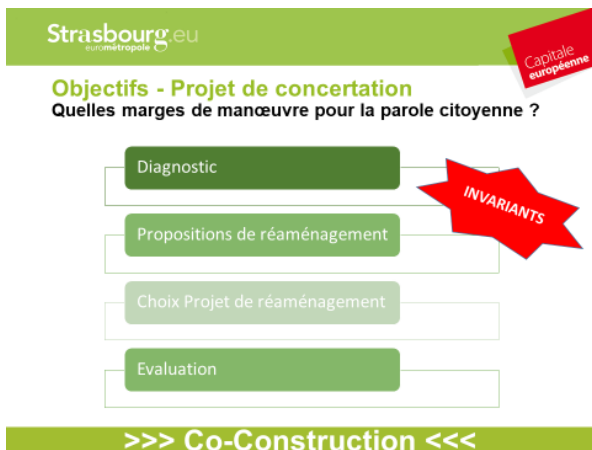 Strasbourg.eu
eurométropole
Capitale
européenne
Objectifs - Projet de concertation
Quelles marges de manœuvre pour la parole citoyenne ?
Diagnostic
INVARIANTS
Propositions de réaménagement
Choix Projet de réaménagement
Evaluation
>>> Co-Construction <<<